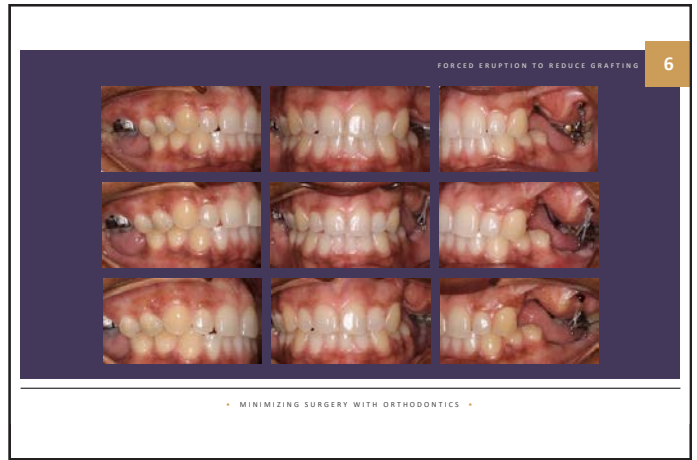 FORCED ERUPTION TO REDUCE GRAFTING
6
• MINIMIZING SURGERY WITH ORTHODONTICS •